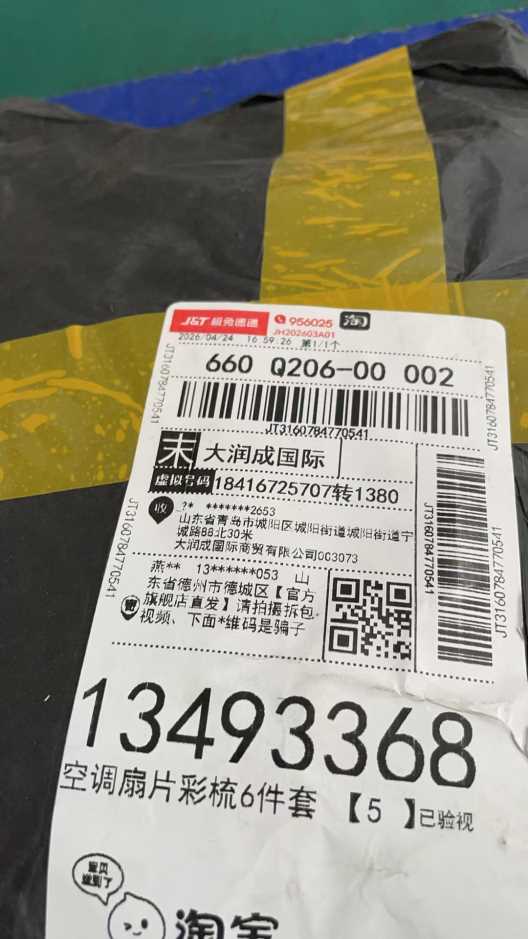 J&T 极兔速递 956025 淘
JH202603A01
2026/04/24 16:59:26 第1/1个
660 Q206-00 002
JT3160784770541
JT3160784770541
JT3160784770541
末 大润成国际
虚拟号码 18416725707转1380
收 *******2653
山东省青岛市城阳区城阳街道城阳街道宁
城路88北30米
大润成国际商贸有限公司003073
燕** 13******053 山
东省德州市德城区【官方
旗舰店直发】请拍摄拆包
视频、下面*维码是骗子
寄
JT3160784770541
JT3160784770541
JT3160784770541
13493368
空调扇片彩梳6件套 【5 】已验视
宝贝
淘宝